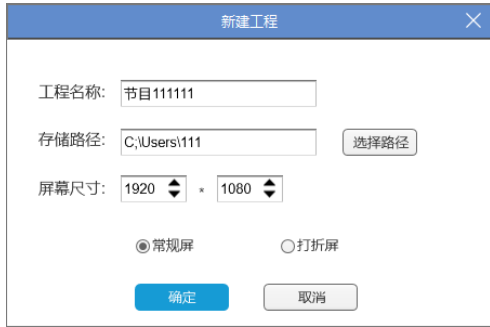 新建工程
工程名称: 节目111111
存储路径: C;\Users\111 选择路径
屏幕尺寸: 1920 * 1080
常规屏 打折屏
确定 取消